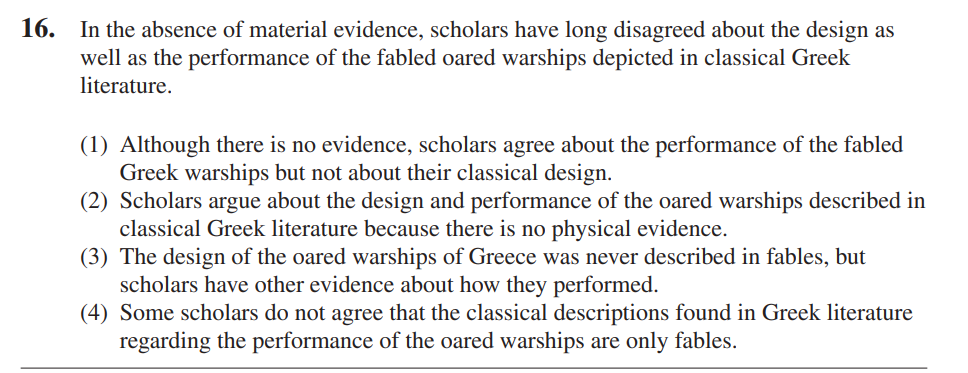 16. In the absence of material evidence, scholars have long disagreed about the design as
well as the performance of the fabled oared warships depicted in classical Greek
literature.
(1) Although there is no evidence, scholars agree about the performance of the fabled
Greek warships but not about their classical design.
(2) Scholars argue about the design and performance of the oared warships described in
classical Greek literature because there is no physical evidence.
(3) The design of the oared warships of Greece was never described in fables, but
scholars have other evidence about how they performed.
(4) Some scholars do not agree that the classical descriptions found in Greek literature
regarding the performance of the oared warships are only fables.